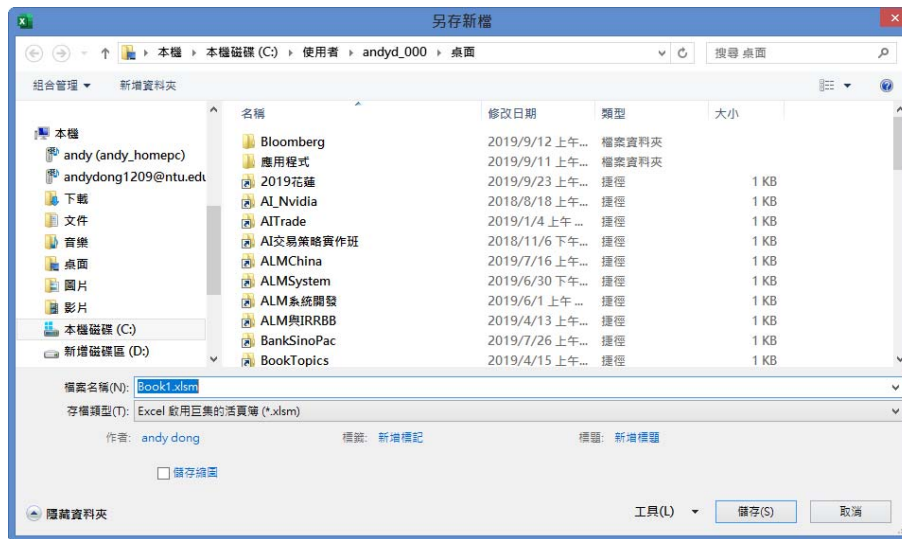 另存新檔
本機 本機磁碟 (C:) 使用者 andyd_000 桌面 搜尋 桌面
組合管理 新增資料夾
名稱 修改日期 類型 大小
本機
andy (andy_homepc)
andydong1209@ntu.edu
下載
文件
音樂
桌面
圖片
影片
本機磁碟 (C:)
新增磁碟區 (D:)
Bloomberg 2019/9/12 上午... 檔案資料夾
應用程式 2019/9/11 上午... 檔案資料夾
2019花蓮 2019/9/23 上午... 捷徑 1 KB
AI_Nvidia 2018/8/18 上午... 捷徑 1 KB
AITrade 2019/1/4 上午 ... 捷徑 1 KB
AI交易策略實作班 2018/11/6 下午... 捷徑 1 KB
ALMChina 2019/7/16 上午... 捷徑 1 KB
ALMSystem 2019/6/30 下午... 捷徑 1 KB
ALM系統開發 2019/6/1 上午 ... 捷徑 1 KB
ALM與IRRBB 2019/4/13 上午... 捷徑 1 KB
BankSinoPac 2019/7/26 上午... 捷徑 1 KB
BookTopics 2019/4/15 上午... 捷徑 1 KB
檔案名稱(N): Book1.xlsm
存檔類型(T): Excel 啟用巨集的活頁簿 (*.xlsm)
作者: andy dong 標籤: 新增標記 標題: 新增標題
儲存縮圖
隱藏資料夾 工具(L) 儲存(S) 取消